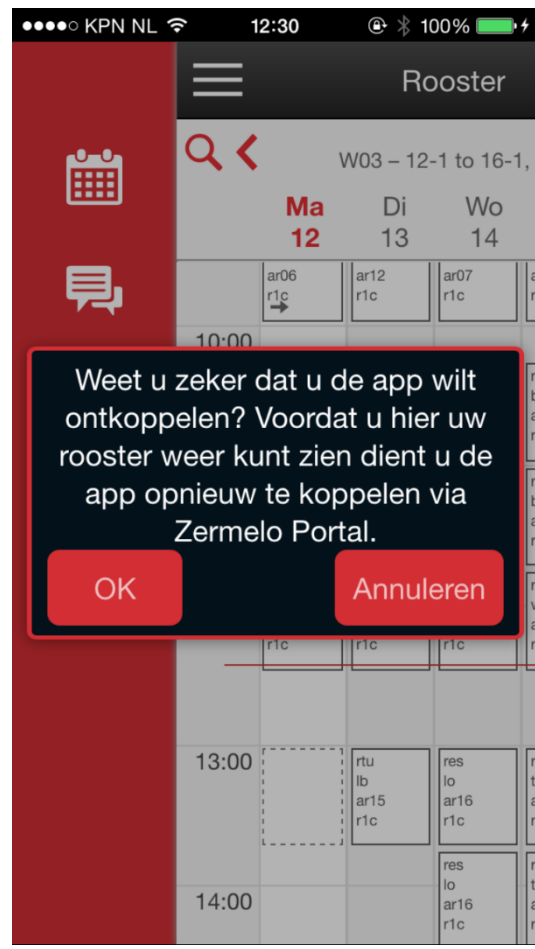 KPN NL 12:30 100%
Rooster
W03 – 12-1 to 16-1,
Ma Di Wo
12 13 14
ar06 ar12 ar07
r1c r1c r1c
10:00
Weet u zeker dat u de app wilt
ontkoppelen? Voordat u hier uw
rooster weer kunt zien dient u de
app opnieuw te koppelen via
Zermelo Portal.
OK Annuleren
r1c r1c r1c
13:00 rtu res
lb lo
ar15 ar16
r1c r1c
res
lo
14:00 ar16
r1c